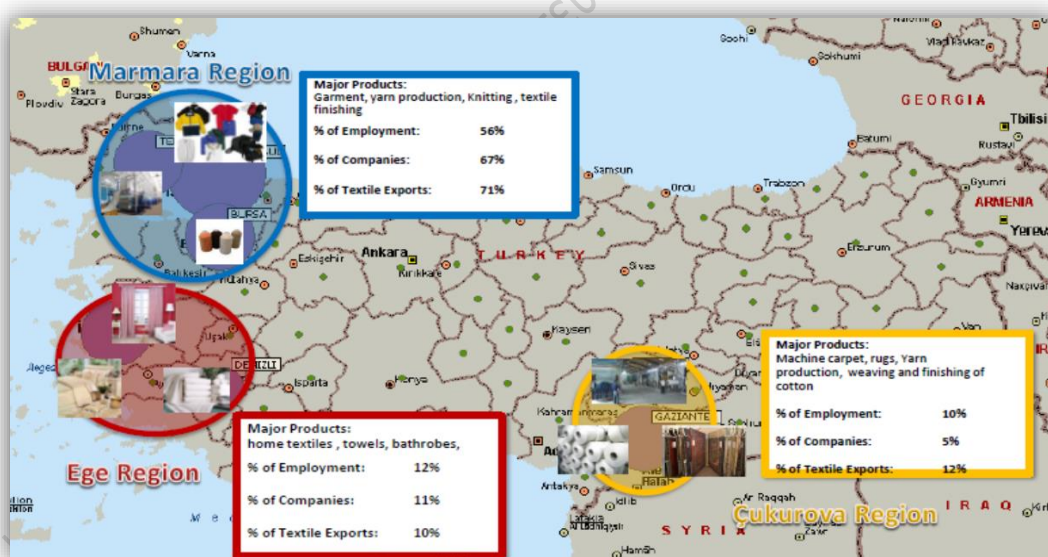 Marmara Region
Major Products:
Garment, yarn production, Knitting , textile
finishing
% of Employment: 56%
% of Companies: 67%
% of Textile Exports: 71%
Ege Region
Major Products:
home textiles , towels, bathrobes,
% of Employment: 12%
% of Companies: 11%
% of Textile Exports: 10%
Çukurova Region
Major Products:
Machine carpet, rugs, Yarn
production, weaving and finishing of
cotton
% of Employment: 10%
% of Companies: 5%
% of Textile Exports: 12%
Shumen
Varna
Stara
Zagora
Burgas
Plovdiv
BURSA
Balıkesir
Eskişehir
Ankara
Kırıkkale
TURKEY
Sivas
Samsun
Ordu
Trabzon
Batumi
GEORGIA
Tbilisi
Rustavi
Gyumri
ARMENIA
Erzurum
Kayseri
Konya
Isparta
DENIZLI
Uşak
Van
Antakya
Idlib
Halab
SYRIA
Ar Raqqah
IRAQ
Hamāh